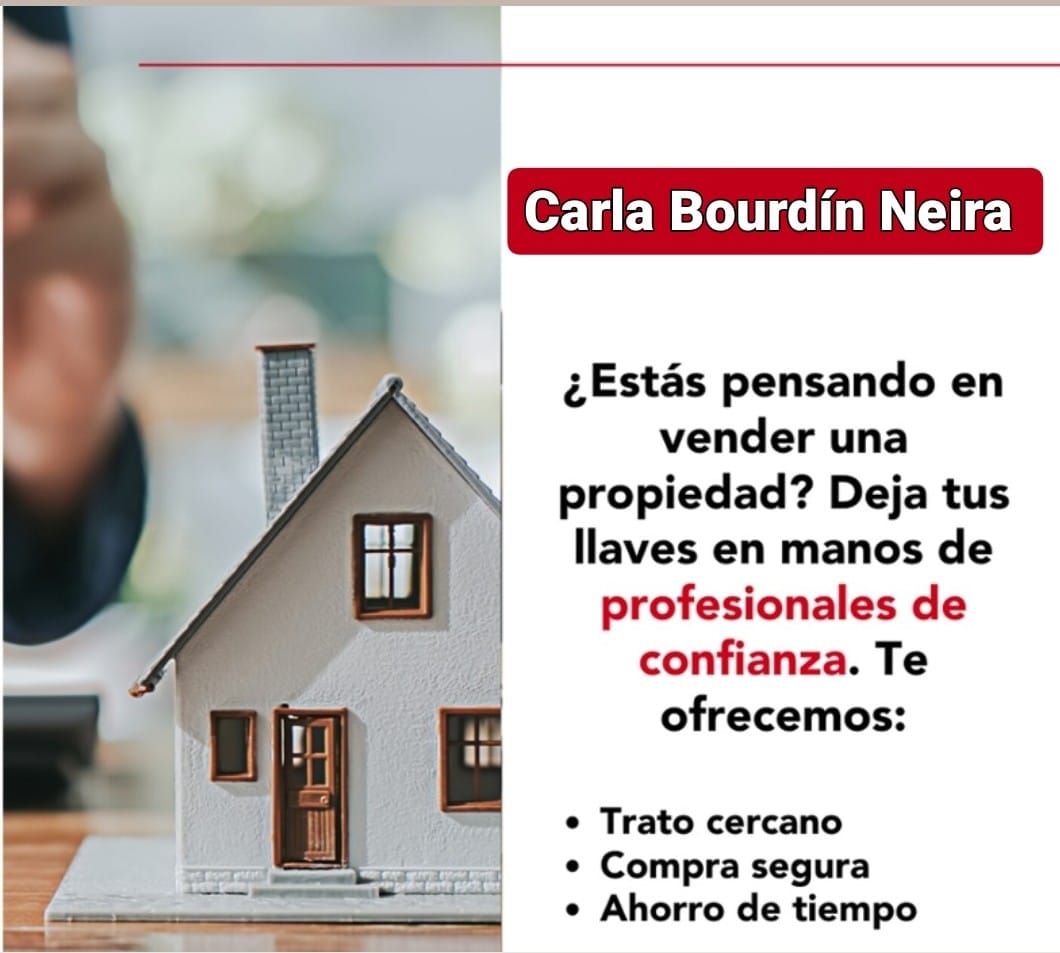 Carla Bourdín Neira
¿Estás pensando en
vender una
propiedad? Deja tus
llaves en manos de
profesionales de
confianza. Te
ofrecemos:
• Trato cercano
• Compra segura
• Ahorro de tiempo